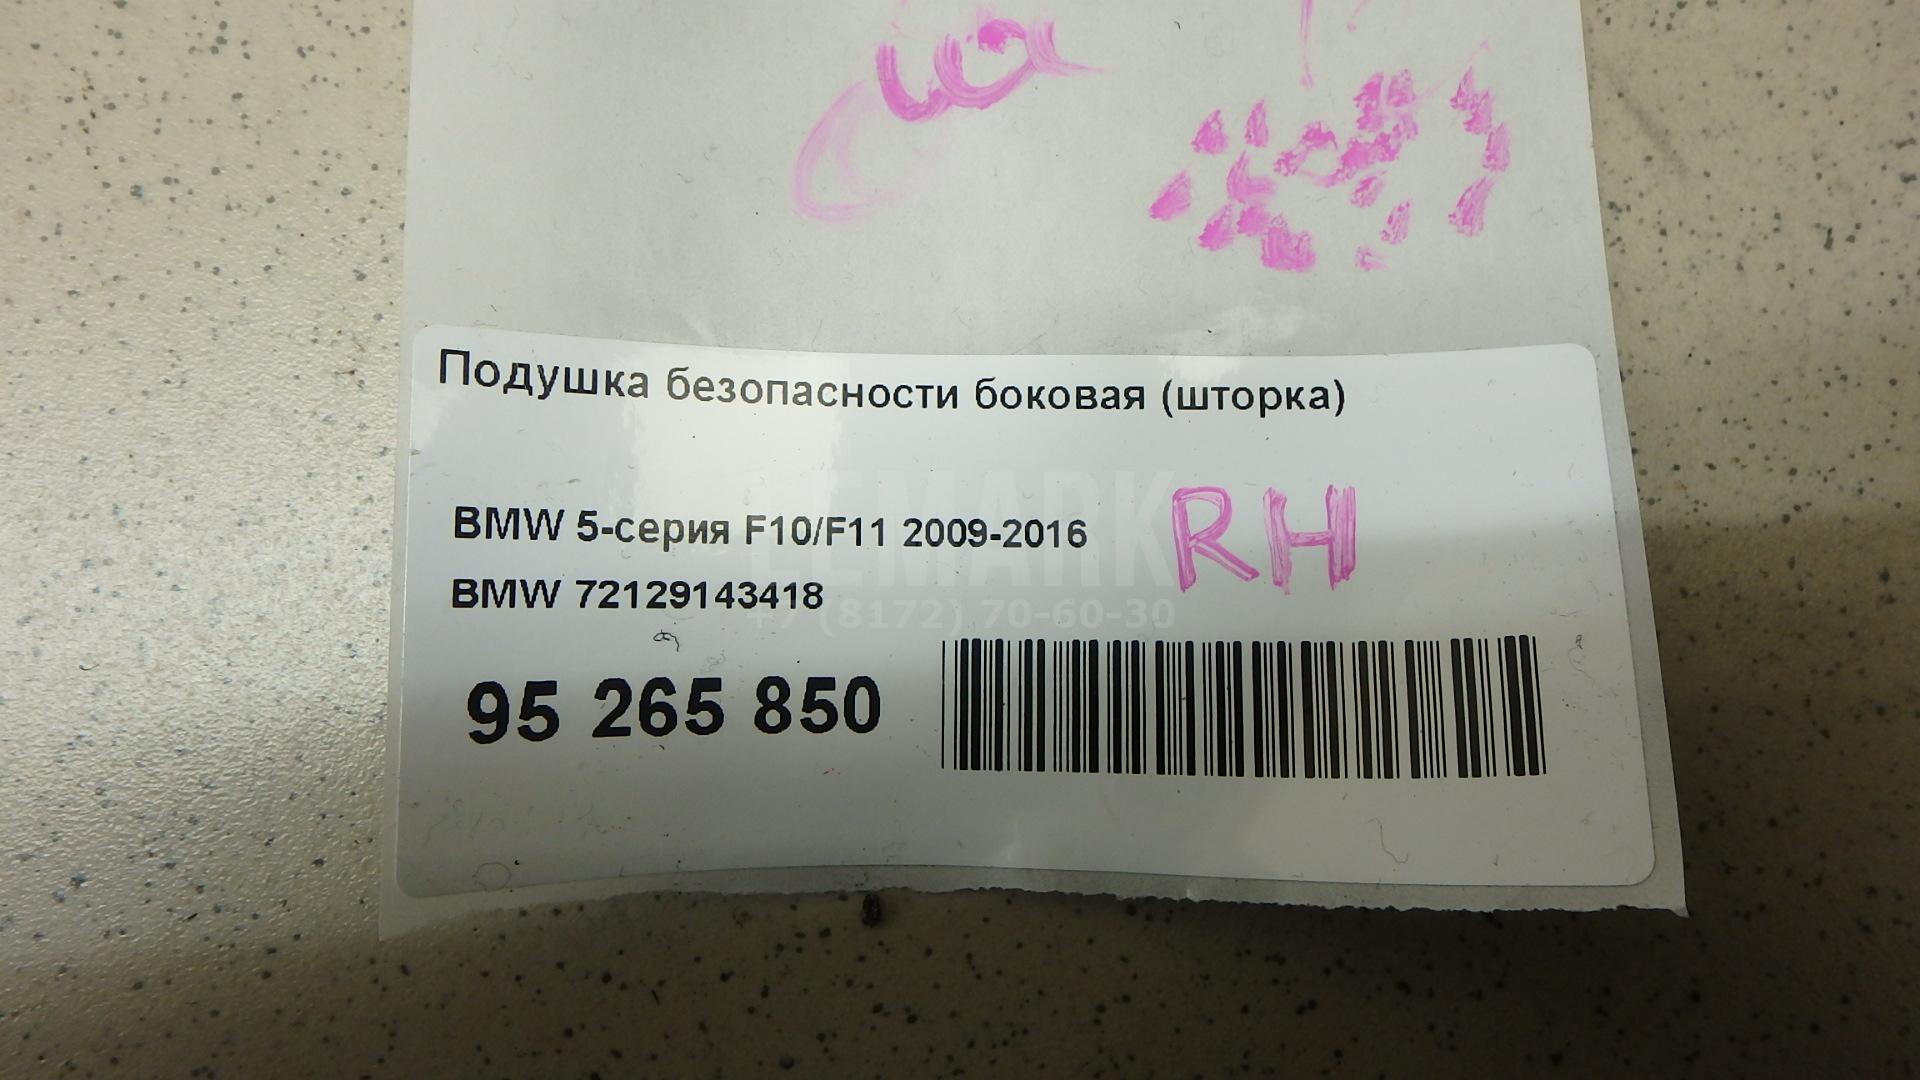 Подушка безопасности боковая (шторка)
LEMARK
RH
BMW 5-серия F10/F11 2009-2016
BMW 72129143418
+7 (8172) 70-60-30
95 265 850